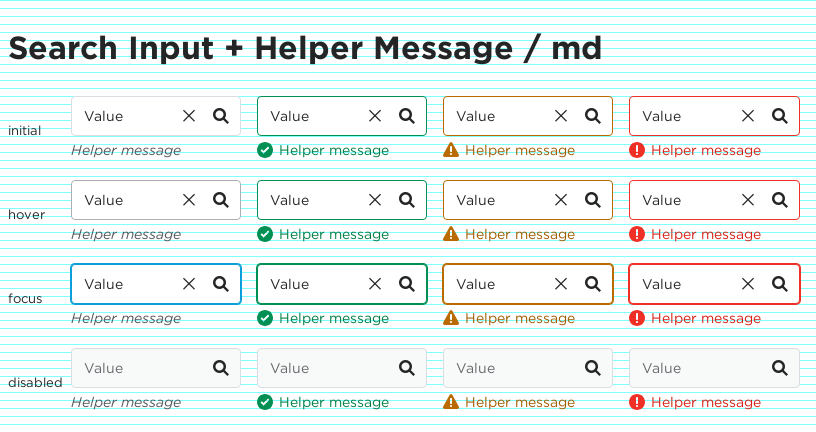 Search Input + Helper Message / md
initial Value Value Value Value
Helper message Helper message Helper message Helper message
hover Value Value Value Value
Helper message Helper message Helper message Helper message
focus Value Value Value Value
Helper message Helper message Helper message Helper message
disabled Value Value Value Value
Helper message Helper message Helper message Helper message